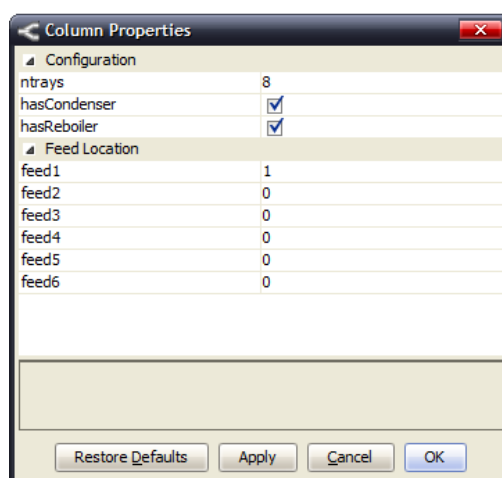 Column Properties
Configuration
ntrays 8
hasCondenser
hasReboiler
Feed Location
feed1 1
feed2 0
feed3 0
feed4 0
feed5 0
feed6 0
Restore Defaults Apply Cancel OK